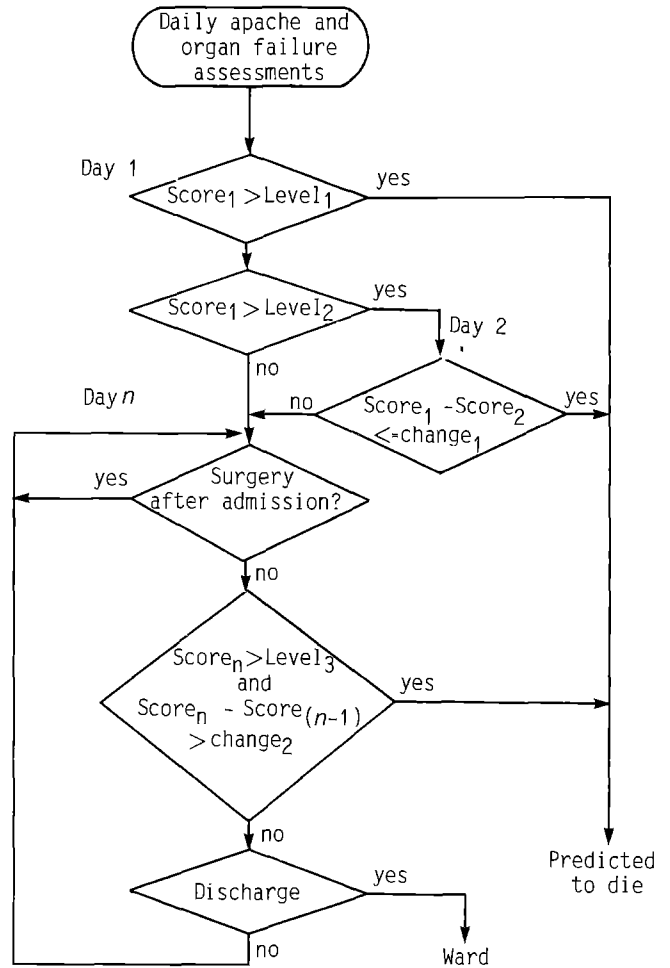 Daily apache and
organ failure
assessments
Day 1
Score₁ >Level₁
yes
Score₁ >Level₂
yes
Day 2
no
Score₁ -Score₂
<=change₁
no
yes
Day n
Surgery
after admission?
yes
no
Scoreₙ >Level₃
and
Scoreₙ - Score₍ₙ₋₁₎
>change₂
yes
no
Discharge
yes
no
Ward
Predicted
to die